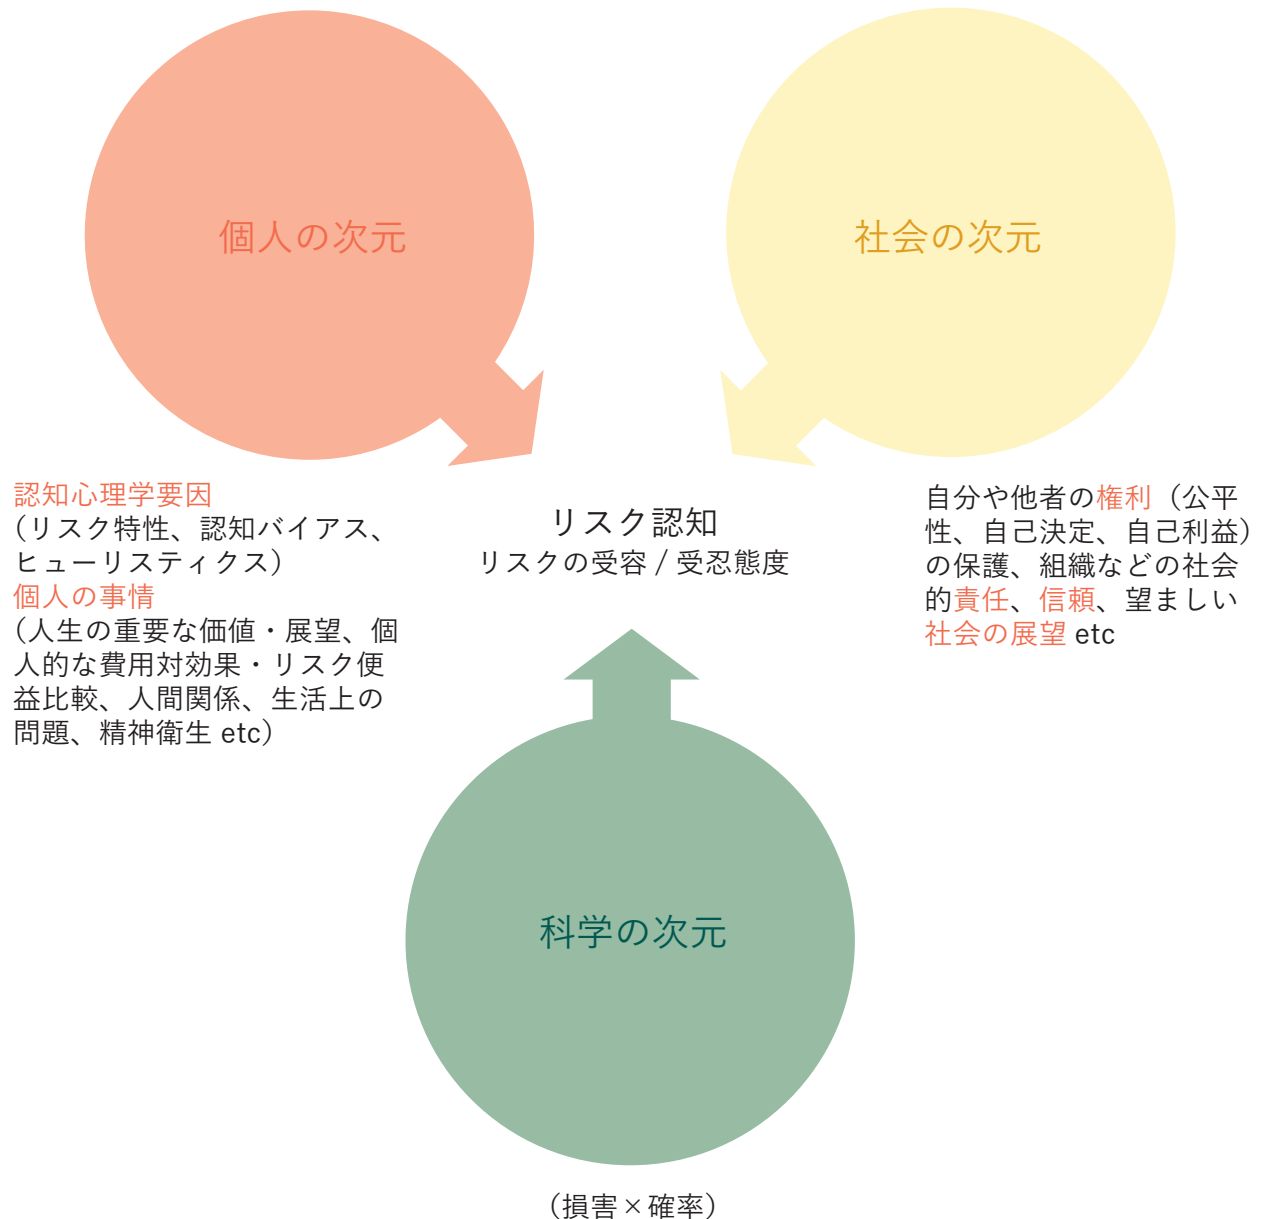 個人の次元
社会の次元
認知心理学要因
（リスク特性、認知バイアス、
ヒューリスティクス）
個人の事情
（人生の重要な価値・展望、個
人的な費用対効果・リスク便
益比較、人間関係、生活上の
問題、精神衛生 etc）
リスク認知
リスクの受容 / 受忍態度
自分や他者の権利（公平
性、自己決定、自己利益）
の保護、組織などの社会
的責任、信頼、望ましい
社会の展望 etc
科学の次元
（損害×確率）